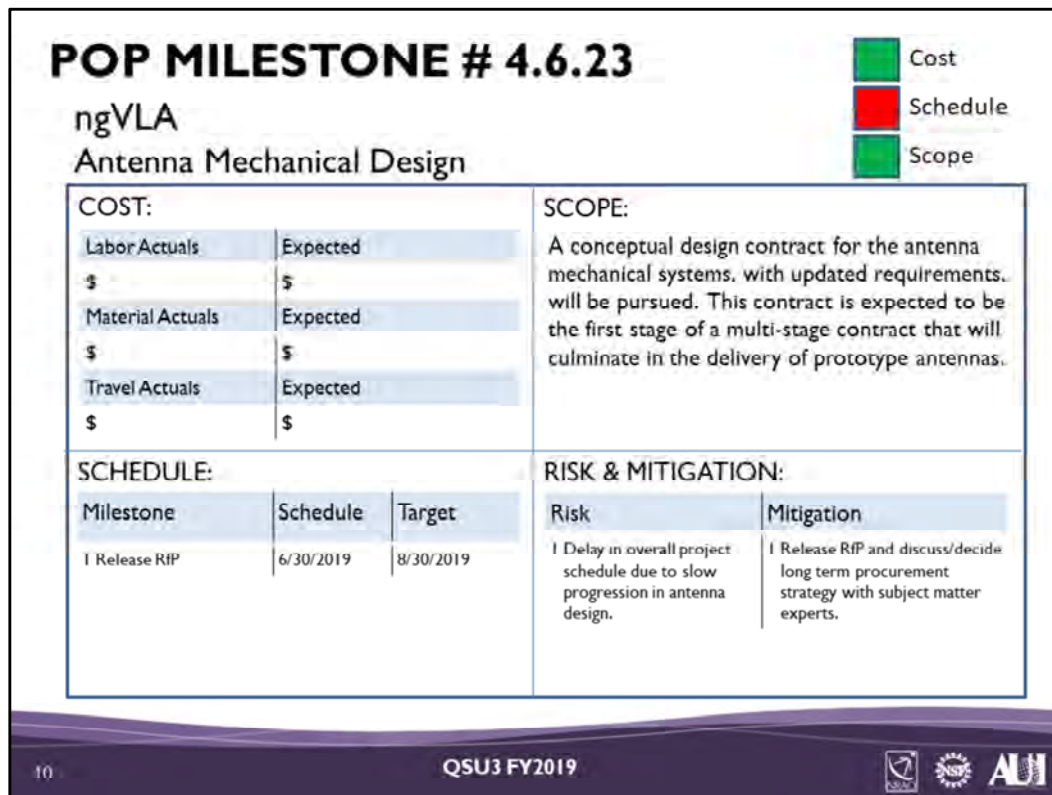 POP MILESTONE # 4.6.23
ngVLA
Antenna Mechanical Design
Cost
Schedule
Scope
COST:
Labor Actuals Expected
$ $
Material Actuals Expected
$ $
Travel Actuals Expected
$ $
SCOPE:
A conceptual design contract for the antenna
mechanical systems, with updated requirements,
will be pursued. This contract is expected to be
the first stage of a multi-stage contract that will
culminate in the delivery of prototype antennas.
SCHEDULE:
Milestone Schedule Target
1 Release RfP 6/30/2019 8/30/2019
RISK & MITIGATION:
Risk Mitigation
1 Delay in overall project 1 Release RfP and discuss/decide
schedule due to slow long term procurement
progression in antenna strategy with subject matter
design. experts.
10
QSU3 FY2019
NRAO
NSF
AUI